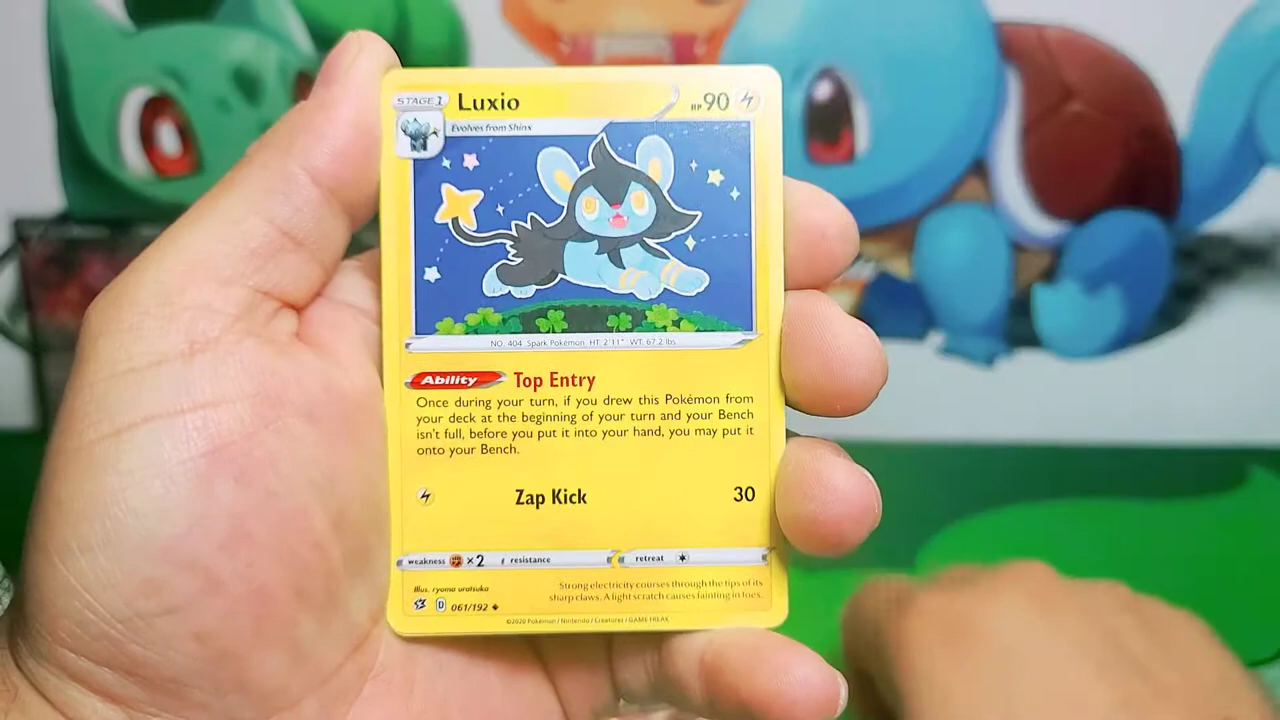 STAGE 1 Luxio HP 90
Evolves from Shinx
NO. 404 Spark Pokémon HT: 2'11" WT: 67.2 lbs
Ability Top Entry
Once during your turn, if you drew this Pokémon from
your deck at the beginning of your turn and your Bench
isn't full, before you put it into your hand, you may put it
onto your Bench.
Zap Kick 30
weakness ×2 resistance retreat
Illus. ryoma uratsuka
Strong electricity courses through the tips of its
sharp claws. A light scratch causes fainting in foes.
D 061/192
©2020 Pokémon / Nintendo / Creatures / GAME FREAK